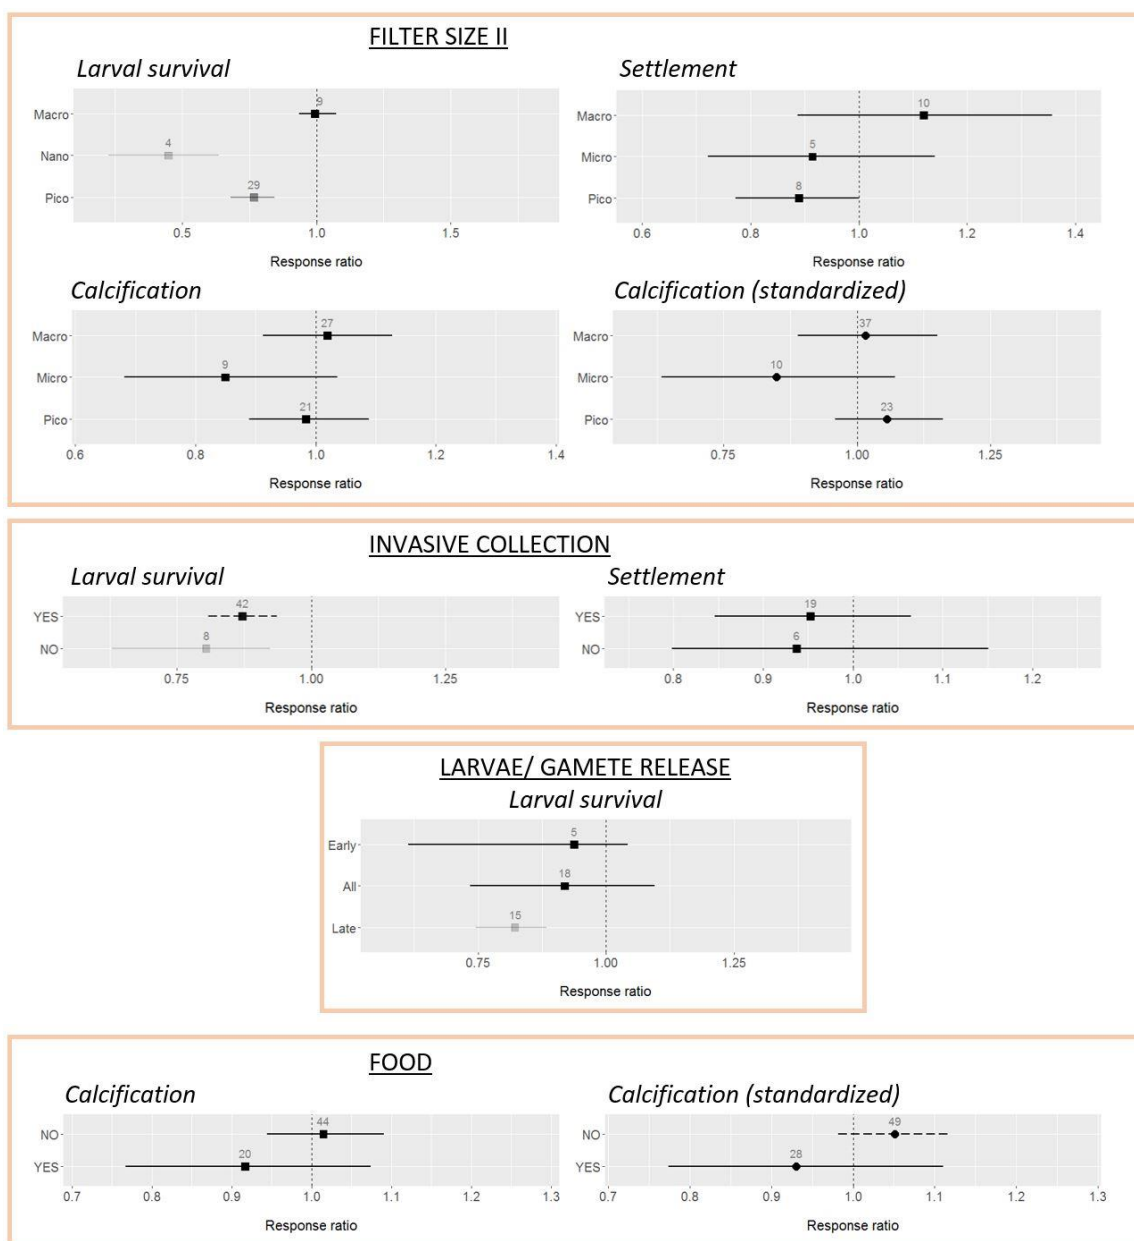 FILTER SIZE II
Larval survival
Macro
Nano
Pico
9
4
29
0.5 1.0 1.5
Response ratio
Settlement
Macro
Micro
Pico
10
5
8
0.6 0.8 1.0 1.2 1.4
Response ratio
Calcification
Macro
Micro
Pico
27
9
21
0.6 0.8 1.0 1.2 1.4
Response ratio
Calcification (standardized)
Macro
Micro
Pico
37
10
23
0.75 1.00 1.25
Response ratio
INVASIVE COLLECTION
Larval survival
YES
NO
42
8
0.75 1.00 1.25
Response ratio
Settlement
YES
NO
19
6
0.8 0.9 1.0 1.1 1.2
Response ratio
LARVAE/ GAMETE RELEASE
Larval survival
Early
All
Late
5
18
15
0.75 1.00 1.25
Response ratio
FOOD
Calcification
NO
YES
44
20
0.7 0.8 0.9 1.0 1.1 1.2 1.3
Response ratio
Calcification (standardized)
NO
YES
49
28
0.7 0.8 0.9 1.0 1.1 1.2 1.3
Response ratio